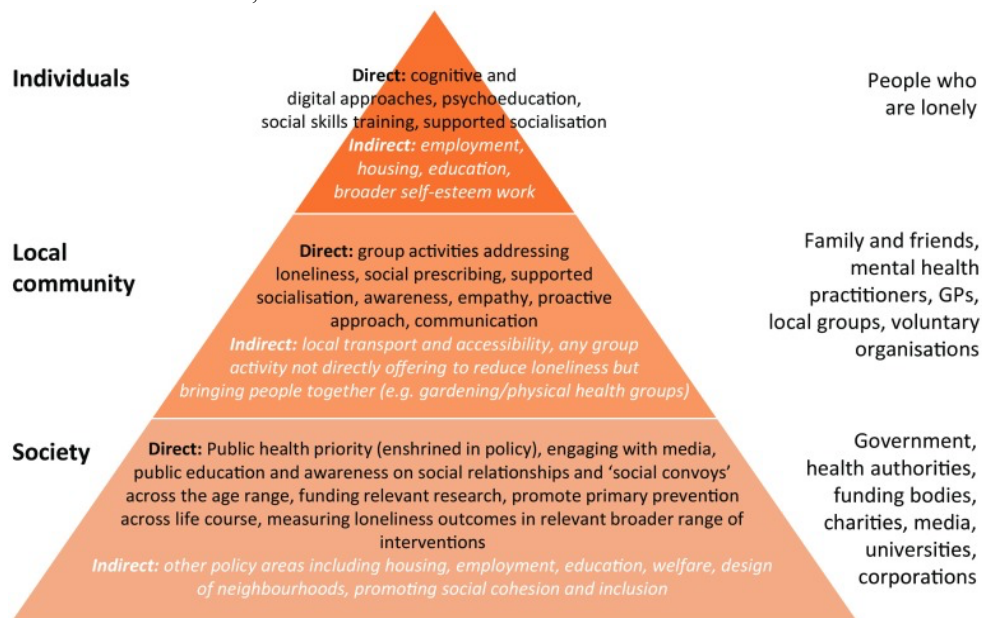 Individuals
Direct: cognitive and
digital approaches, psychoeducation,
social skills training, supported socialisation
Indirect: employment,
housing, education,
broader self-esteem work
People who
are lonely
Local
community
Direct: group activities addressing
loneliness, social prescribing, supported
socialisation, awareness, empathy, proactive
approach, communication
Indirect: local transport and accessibility, any group
activity not directly offering to reduce loneliness but
bringing people together (e.g. gardening/physical health groups)
Family and friends,
mental health
practitioners, GPs,
local groups, voluntary
organisations
Society
Direct: Public health priority (enshrined in policy), engaging with media,
public education and awareness on social relationships and ‘social convoys’
across the age range, funding relevant research, promote primary prevention
across life course, measuring loneliness outcomes in relevant broader range of
interventions
Indirect: other policy areas including housing, employment, education, welfare, design
of neighbourhoods, promoting social cohesion and inclusion
Government,
health authorities,
funding bodies,
charities, media,
universities,
corporations